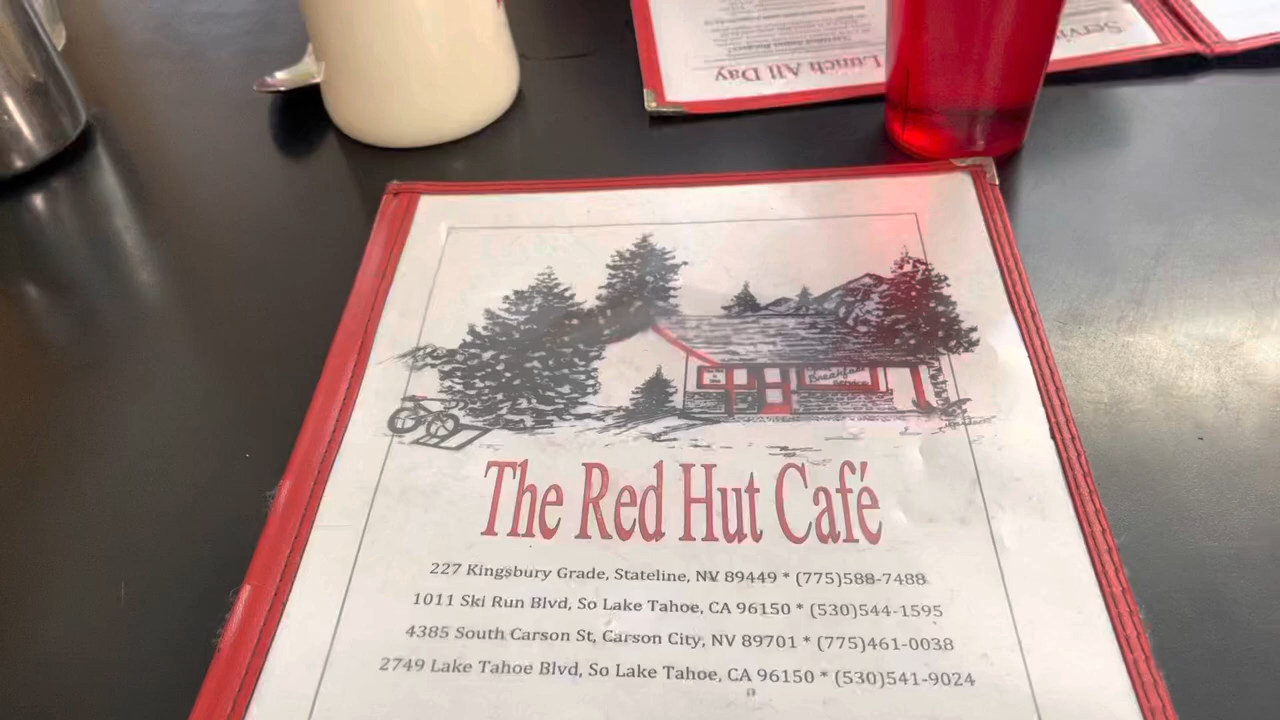 Lunch All Day
Breakfast
The Red Hut Café
227 Kingsbury Grade, Stateline, NV 89449 * (775)588-7488
1011 Ski Run Blvd, So Lake Tahoe, CA 96150 * (530)544-1595
4385 South Carson St, Carson City, NV 89701 * (775)461-0038
2749 Lake Tahoe Blvd, So Lake Tahoe, CA 96150 * (530)541-9024